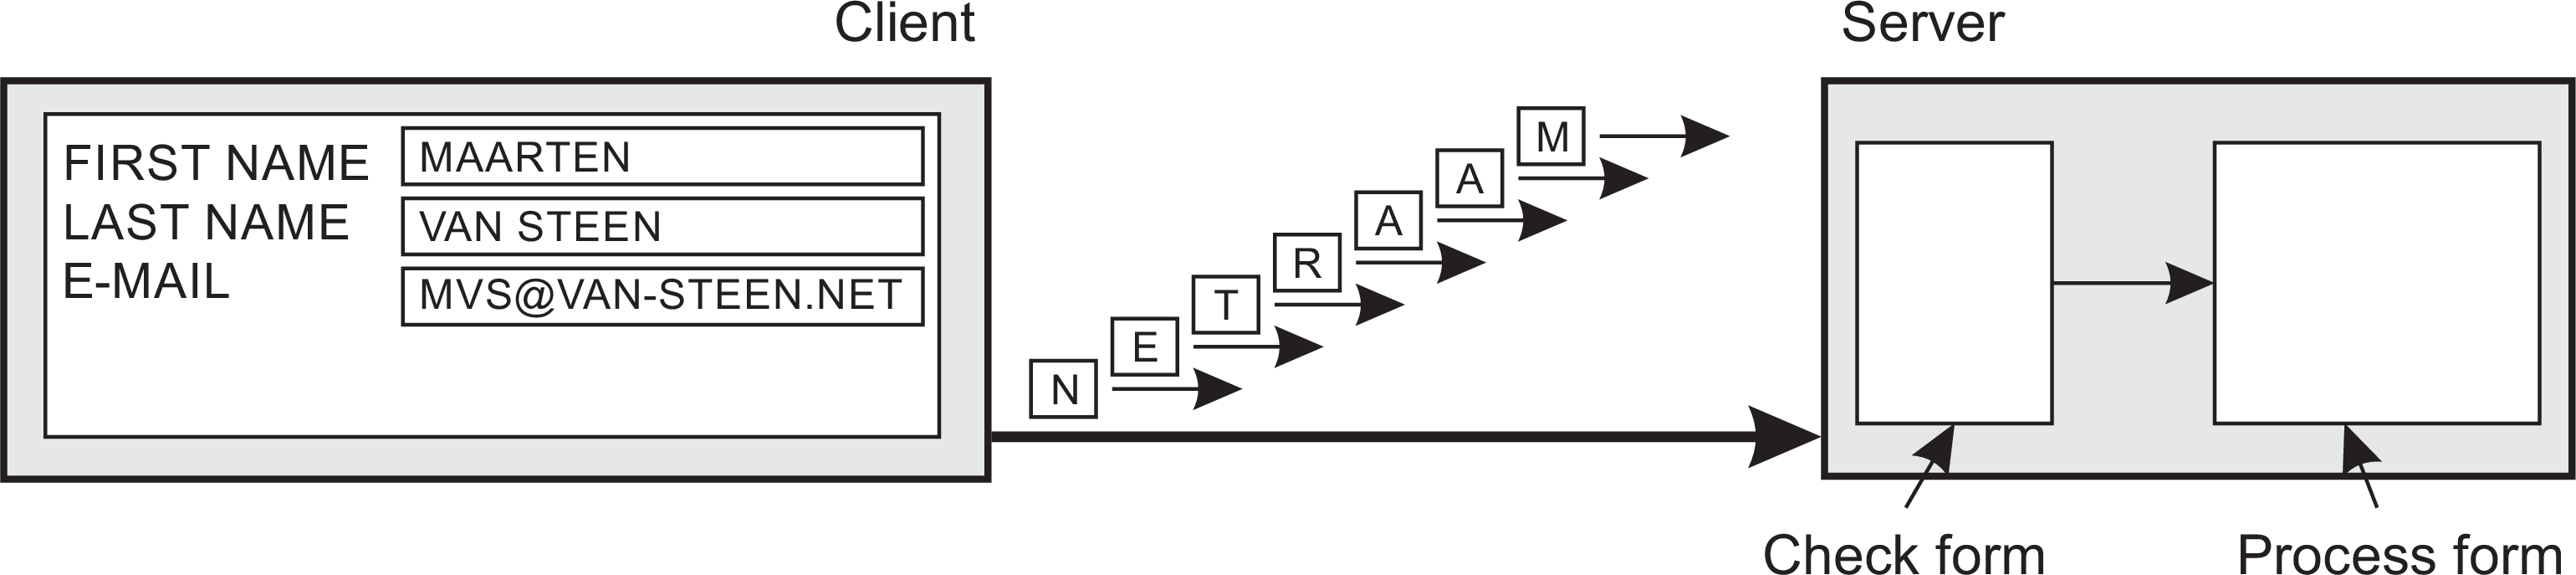 Client
Server
FIRST NAME MAARTEN
LAST NAME VAN STEEN
E-MAIL MVS@VAN-STEEN.NET
M
A
A
R
T
E
N
Check form
Process form